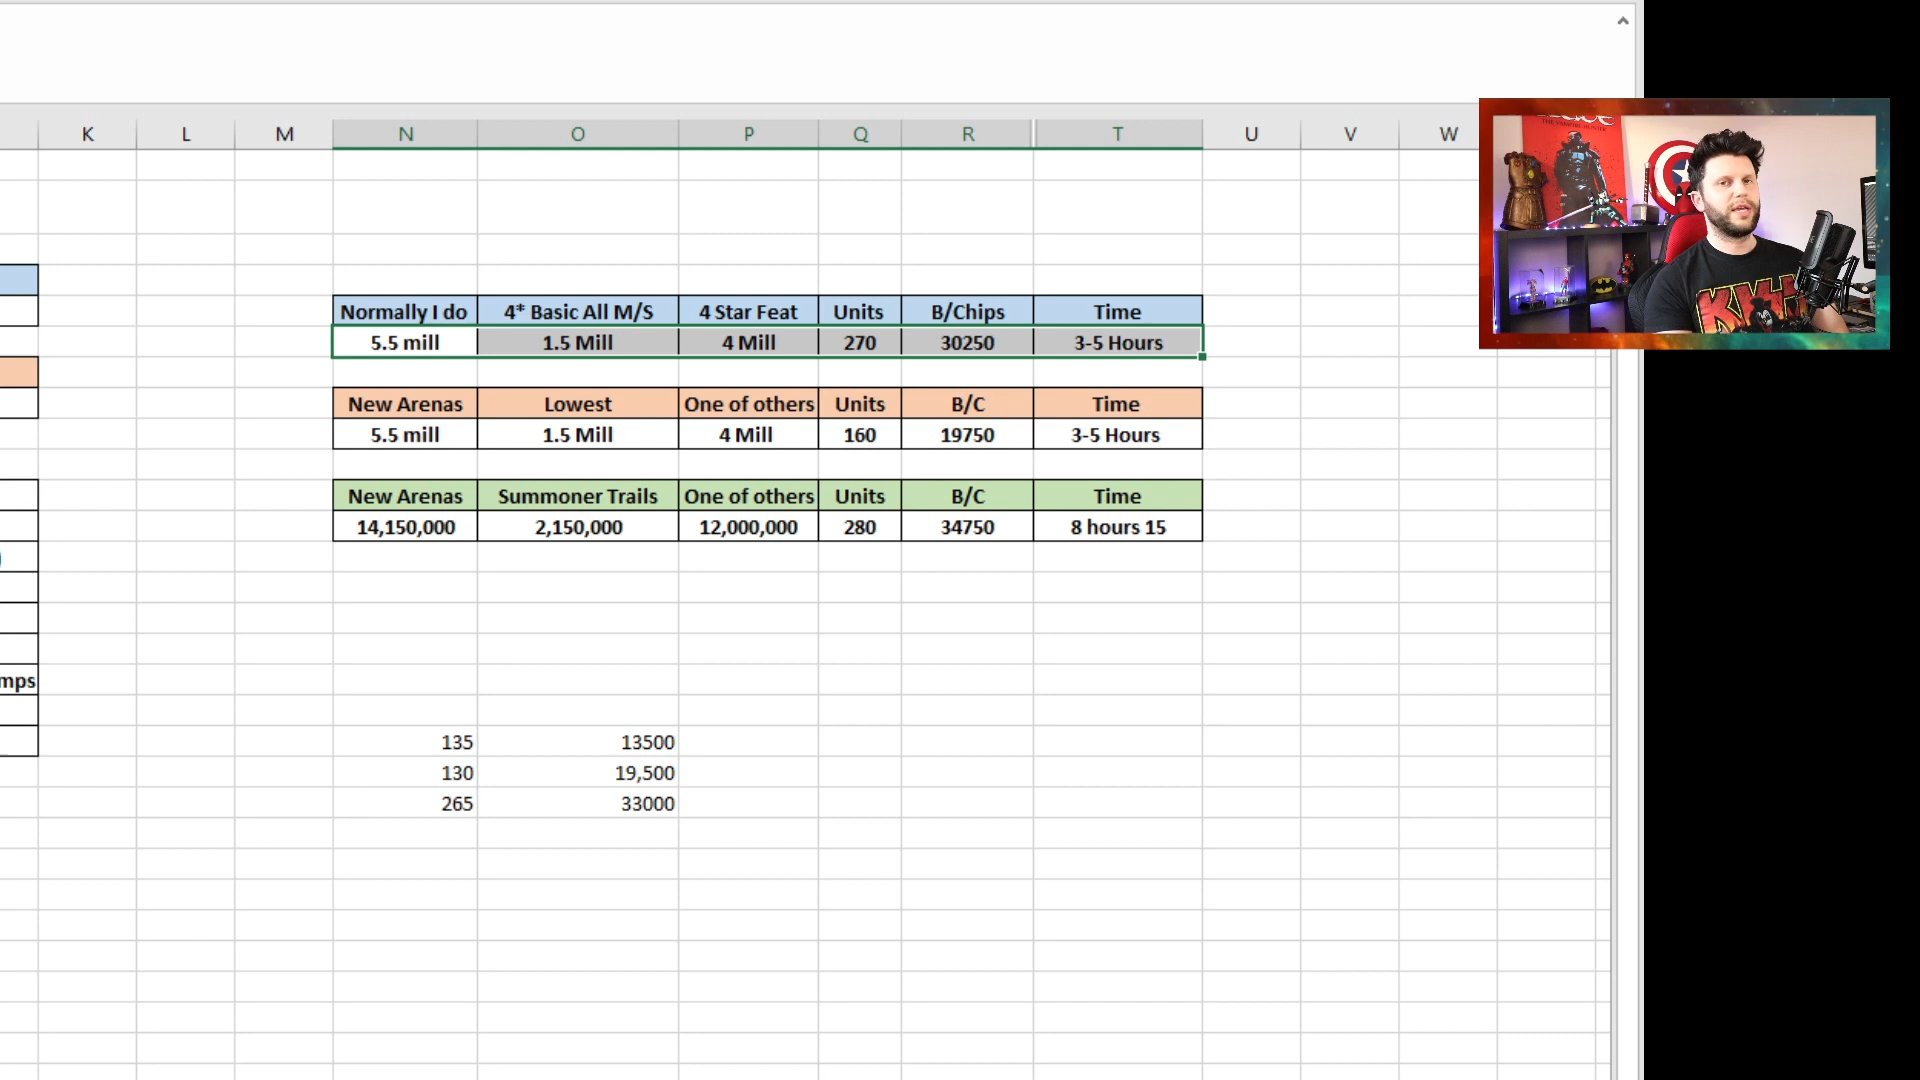 K L M N O P Q R T U V W
THE VAMPIRE HUNTER
Normally I do 4* Basic All M/S 4 Star Feat Units B/Chips Time
5.5 mill 1.5 Mill 4 Mill 270 30250 3-5 Hours
New Arenas Lowest One of others Units B/C Time
5.5 mill 1.5 Mill 4 Mill 160 19750 3-5 Hours
New Arenas Summoner Trails One of others Units B/C Time
14,150,000 2,150,000 12,000,000 280 34750 8 hours 15
mps
135 13500
130 19,500
265 33000